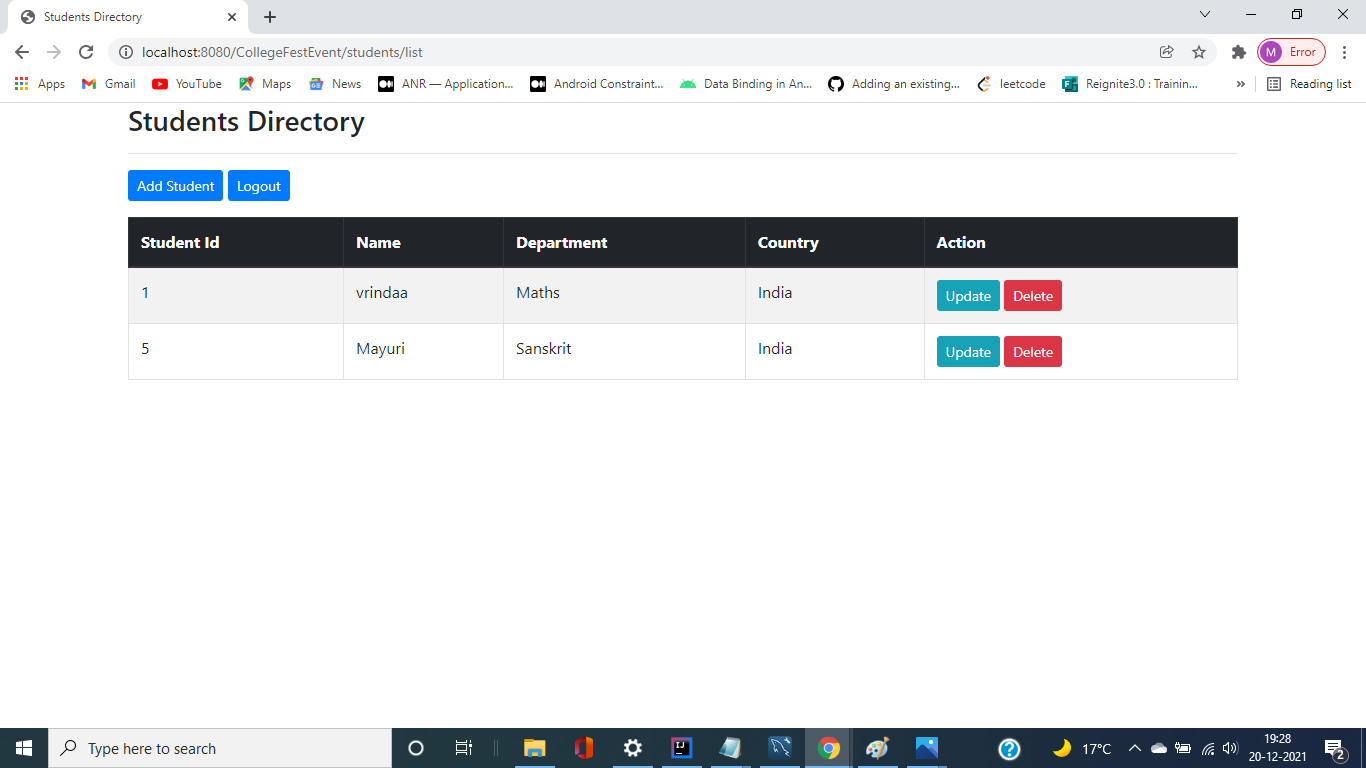 Students Directory
localhost:8080/CollegeFestEvent/students/list
M Error
Apps Gmail YouTube Maps News ANR — Application... Android Constraint... Data Binding in An... Adding an existing... leetcode Reignite3.0 : Trainin... » Reading list
Students Directory
Add Student Logout
Student Id Name Department Country Action
1 vrindaa Maths India Update Delete
5 Mayuri Sanskrit India Update Delete
Type here to search
17°C
19:28
20-12-2021
2